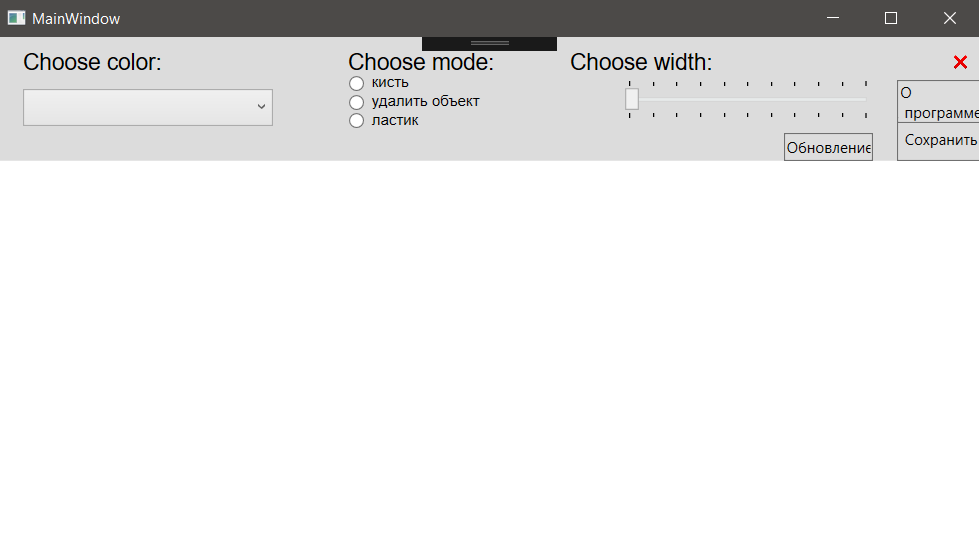 MainWindow
Choose color:
Choose mode:
кисть
удалить объект
ластик
Choose width:
Обновление
О
программе
Сохранить